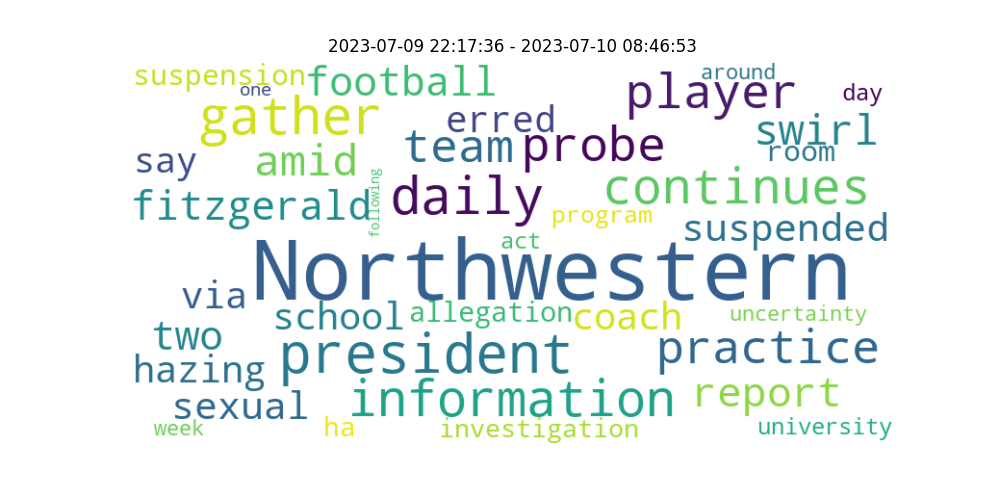 2023-07-09 22:17:36 - 2023-07-10 08:46:53
suspension football around
one player day
gather erred swirl
team probe room
say amid
continues
fitzgerald following daily program
suspended
act
Northwestern
via
school allegation coach uncertainty
two president practice
hazing
information report
sexual
week ha investigation university